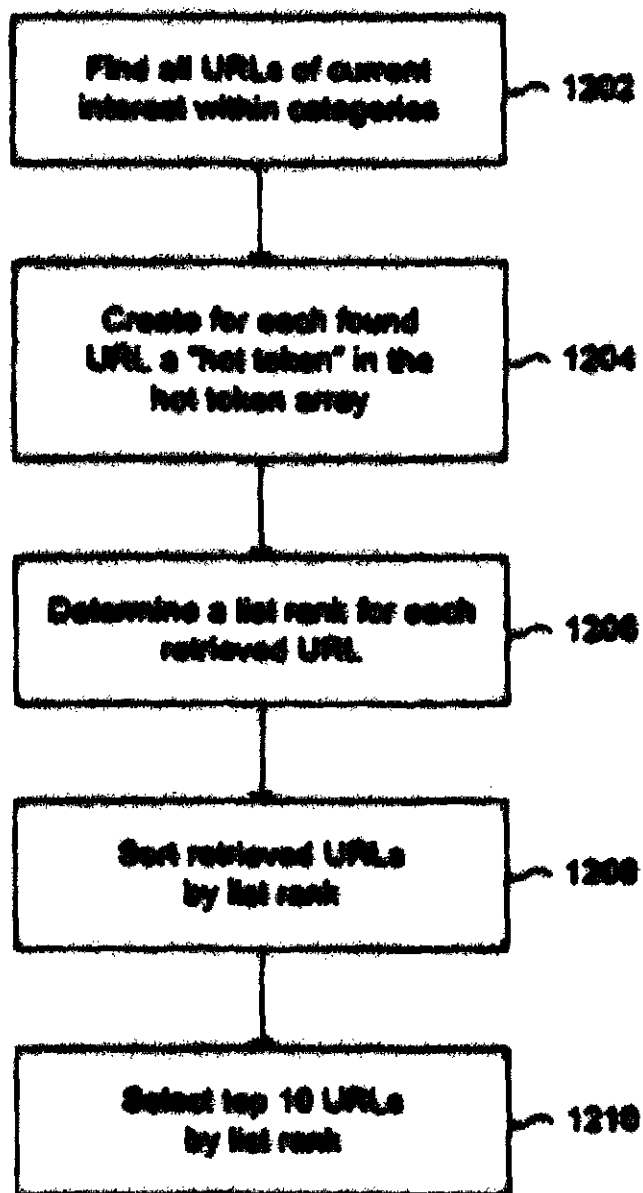 Find all URLs of current
interest within categories
1202
Create for each found
URL a "hot token" in the
hot token array
1204
Determine a list rank for each
retrieved URL
1206
Sort retrieved URLs
by list rank
1208
Select top 10 URLs
by list rank
1210